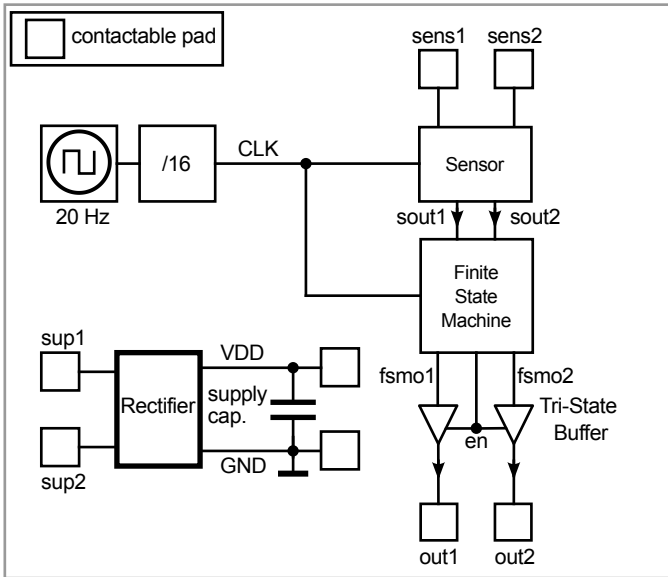 contactable pad
sens1
sens2
CLK
/16
Sensor
20 Hz
sout1
sout2
Finite
State
Machine
sup1
VDD
fsmo1
fsmo2
Rectifier
supply
cap.
Tri-State
Buffer
en
GND
sup2
out1
out2